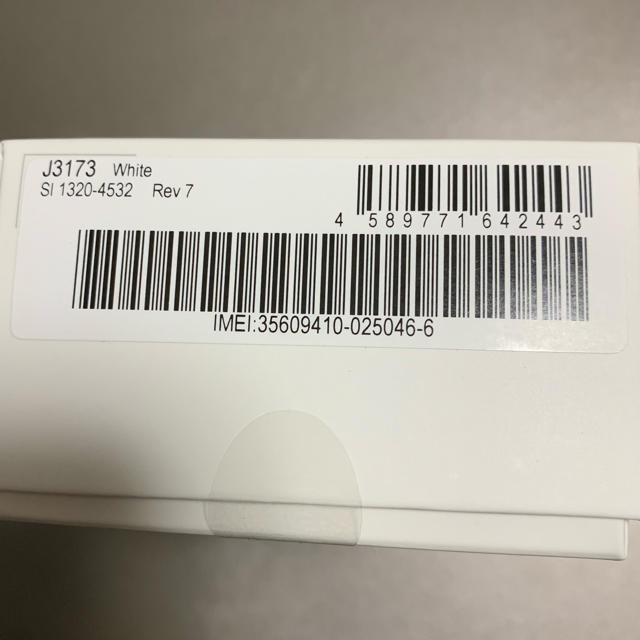 J3173 White
SI 1320-4532 Rev 7
4 589771 642443
IMEI:35609410-025046-6